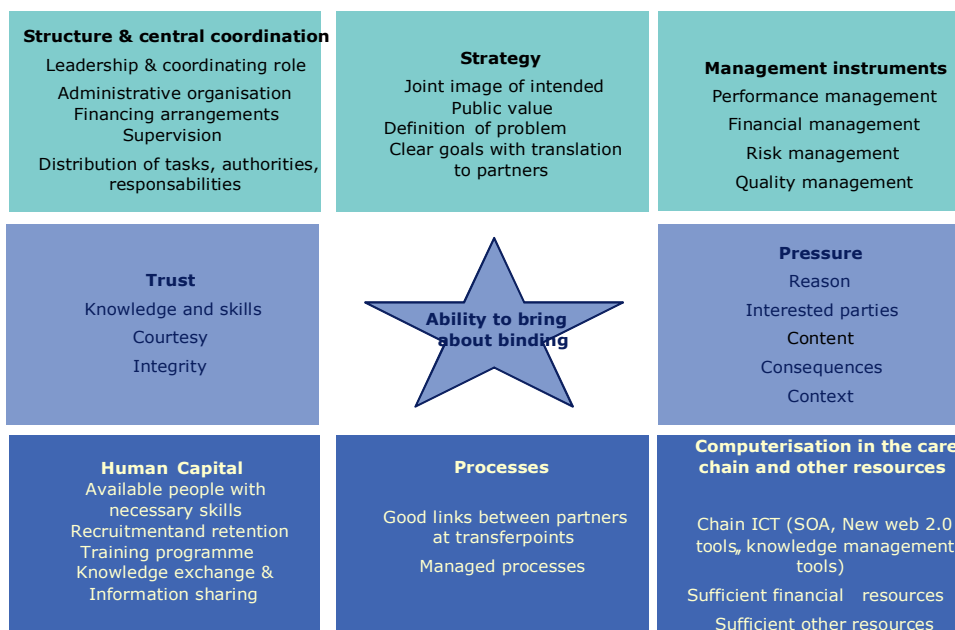 Structure & central coordination
Leadership & coordinating role
Administrative organisation
Financing arrangements
Supervision
Distribution of tasks, authorities,
responsabilities
Strategy
Joint image of intended
Public value
Definition of problem
Clear goals with translation
to partners
Management instruments
Performance management
Financial management
Risk management
Quality management
Trust
Knowledge and skills
Courtesy
Integrity
Ability to bring
about binding
Pressure
Reason
Interested parties
Content
Consequences
Context
Human Capital
Available people with
necessary skills
Recruitmentand retention
Training programme
Knowledge exchange &
Information sharing
Processes
Good links between partners
at transferpoints
Managed processes
Computerisation in the care
chain and other resources
Chain ICT (SOA, New web 2.0
tools,, knowledge management
tools)
Sufficient financial resources
Sufficient other resources